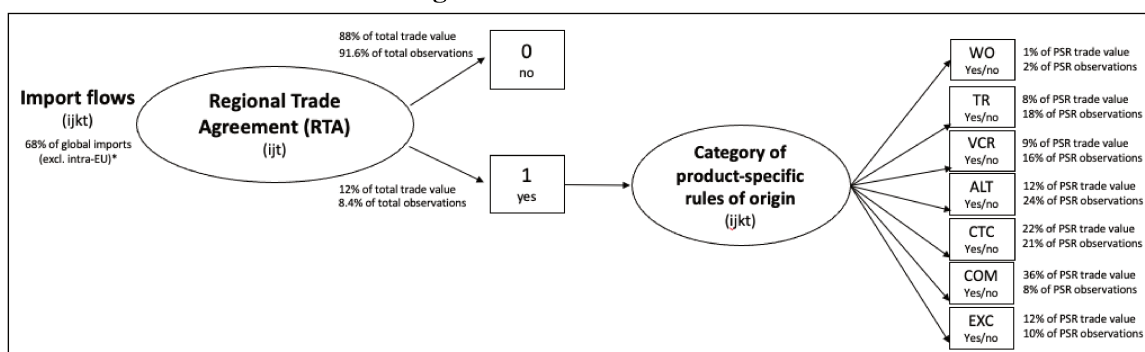 Import flows
(ijkt)
68% of global imports
(excl. intra-EU)*
Regional Trade
Agreement (RTA)
(ijt)
88% of total trade value
91.6% of total observations
0
no
12% of total trade value
8.4% of total observations
1
yes
Category of
product-specific
rules of origin
(ijkt)
WO
Yes/no
1% of PSR trade value
2% of PSR observations
TR
Yes/no
8% of PSR trade value
18% of PSR observations
VCR
Yes/no
9% of PSR trade value
16% of PSR observations
ALT
Yes/no
12% of PSR trade value
24% of PSR observations
CTC
Yes/no
22% of PSR trade value
21% of PSR observations
COM
Yes/no
36% of PSR trade value
8% of PSR observations
EXC
Yes/no
12% of PSR trade value
10% of PSR observations